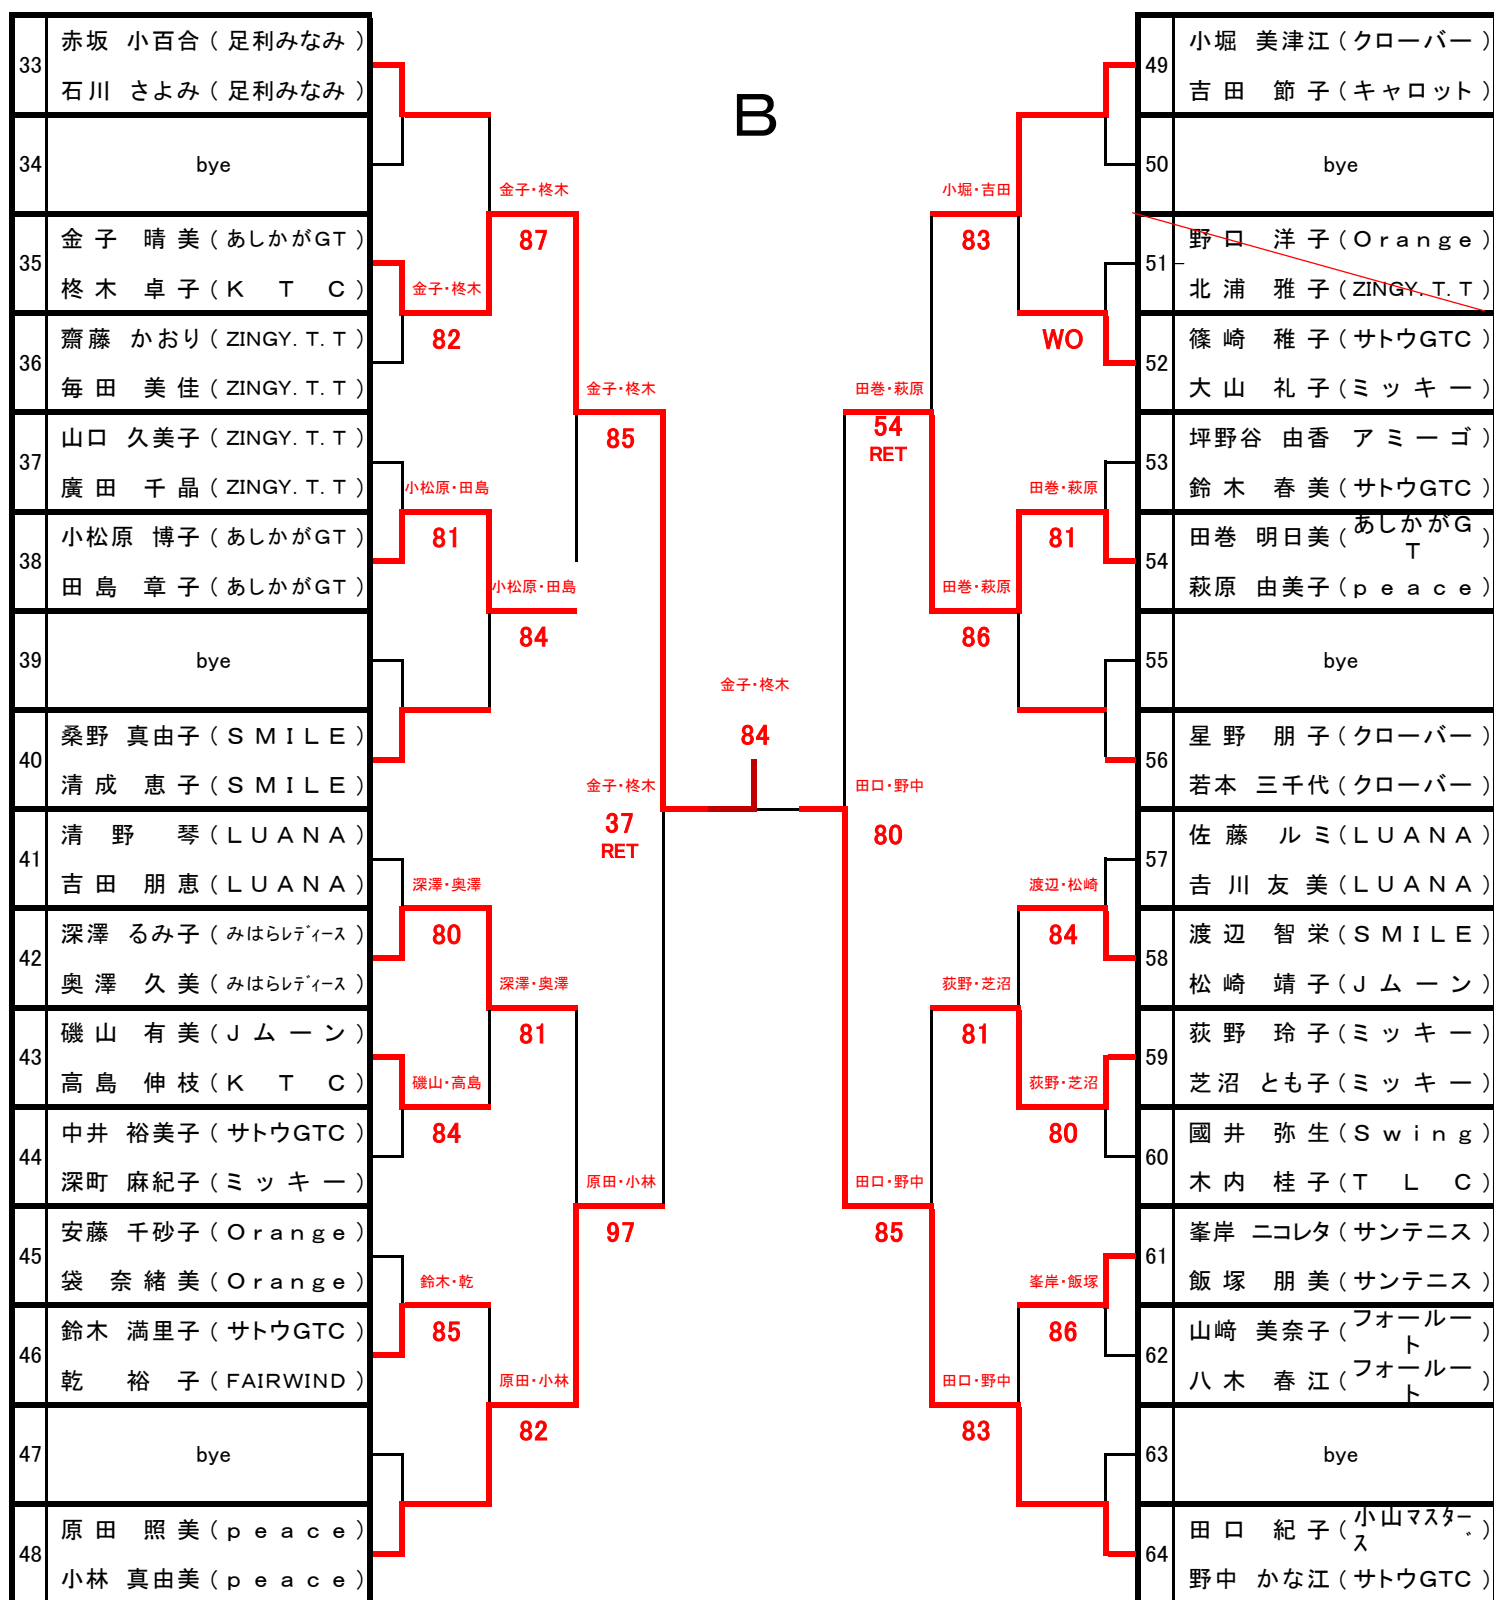 B
33
赤坂 小百合 ( 足利みなみ )
石川 さよみ ( 足利みなみ )
34
bye
35
金子 晴美 ( あしかがGT )
柊木 卓子 ( K T C )
36
齋藤 かおり ( ZINGY.T.T )
毎田 美佳 ( ZINGY.T.T )
37
山口 久美子 ( ZINGY.T.T )
廣田 千晶 ( ZINGY.T.T )
38
小松原 博子 ( あしかがGT )
田島 章子 ( あしかがGT )
39
bye
40
桑野 真由子 ( SMILE )
清成 恵子 ( SMILE )
41
清野 琴 ( LUANA )
吉田 朋恵 ( LUANA )
42
深澤 るみ子 ( みはらレディース )
奥澤 久美 ( みはらレディース )
43
磯山 有美 ( Jムーン )
高島 伸枝 ( K T C )
44
中井 裕美子 ( サトウGTC )
深町 麻紀子 ( ミッキー )
45
安藤 千砂子 ( Orange )
袋 奈緒美 ( Orange )
46
鈴木 満里子 ( サトウGTC )
乾 裕子 ( FAIRWIND )
47
bye
48
原田 照美 ( peace )
小林 真由美 ( peace )
金子・柊木
82
小松原・田島
81
深澤・奥澤
80
磯山・高島
84
鈴木・乾
85
金子・柊木
87
小松原・田島
84
深澤・奥澤
81
原田・小林
82
金子・柊木
85
原田・小林
97
金子・柊木
37
RET
金子・柊木
84
田口・野中
80
田巻・萩原
54
RET
田口・野中
85
小堀・吉田
83
田巻・萩原
86
荻野・芝沼
81
田口・野中
83
WO
田巻・萩原
81
渡辺・松崎
84
荻野・芝沼
80
峯岸・飯塚
86
49
小堀 美津江 ( クローバー )
吉田 節子 ( キャロット )
50
bye
51
野口 洋子 ( Orange )
北浦 雅子 ( ZINGY.T.T )
52
篠崎 稚子 ( サトウGTC )
大山 礼子 ( ミッキー )
53
坪野谷 由香 アミーゴ )
鈴木 春美 ( サトウGTC )
54
田巻 明日美 ( あしかがGT )
萩原 由美子 ( peace )
55
bye
56
星野 朋子 ( クローバー )
若本 三千代 ( クローバー )
57
佐藤 ルミ ( LUANA )
𠮷川 友美 ( LUANA )
58
渡辺 智栄 ( SMILE )
松崎 靖子 ( Jムーン )
59
荻野 玲子 ( ミッキー )
芝沼 とも子 ( ミッキー )
60
國井 弥生 ( Swing )
木内 桂子 ( T L C )
61
峯岸 ニコレタ ( サンテニス )
飯塚 朋美 ( サンテニス )
62
山﨑 美奈子 ( フォールート )
八木 春江 ( フォールート )
63
bye
64
田口 紀子 ( 小山マスターズ )
野中 かな江 ( サトウGTC )